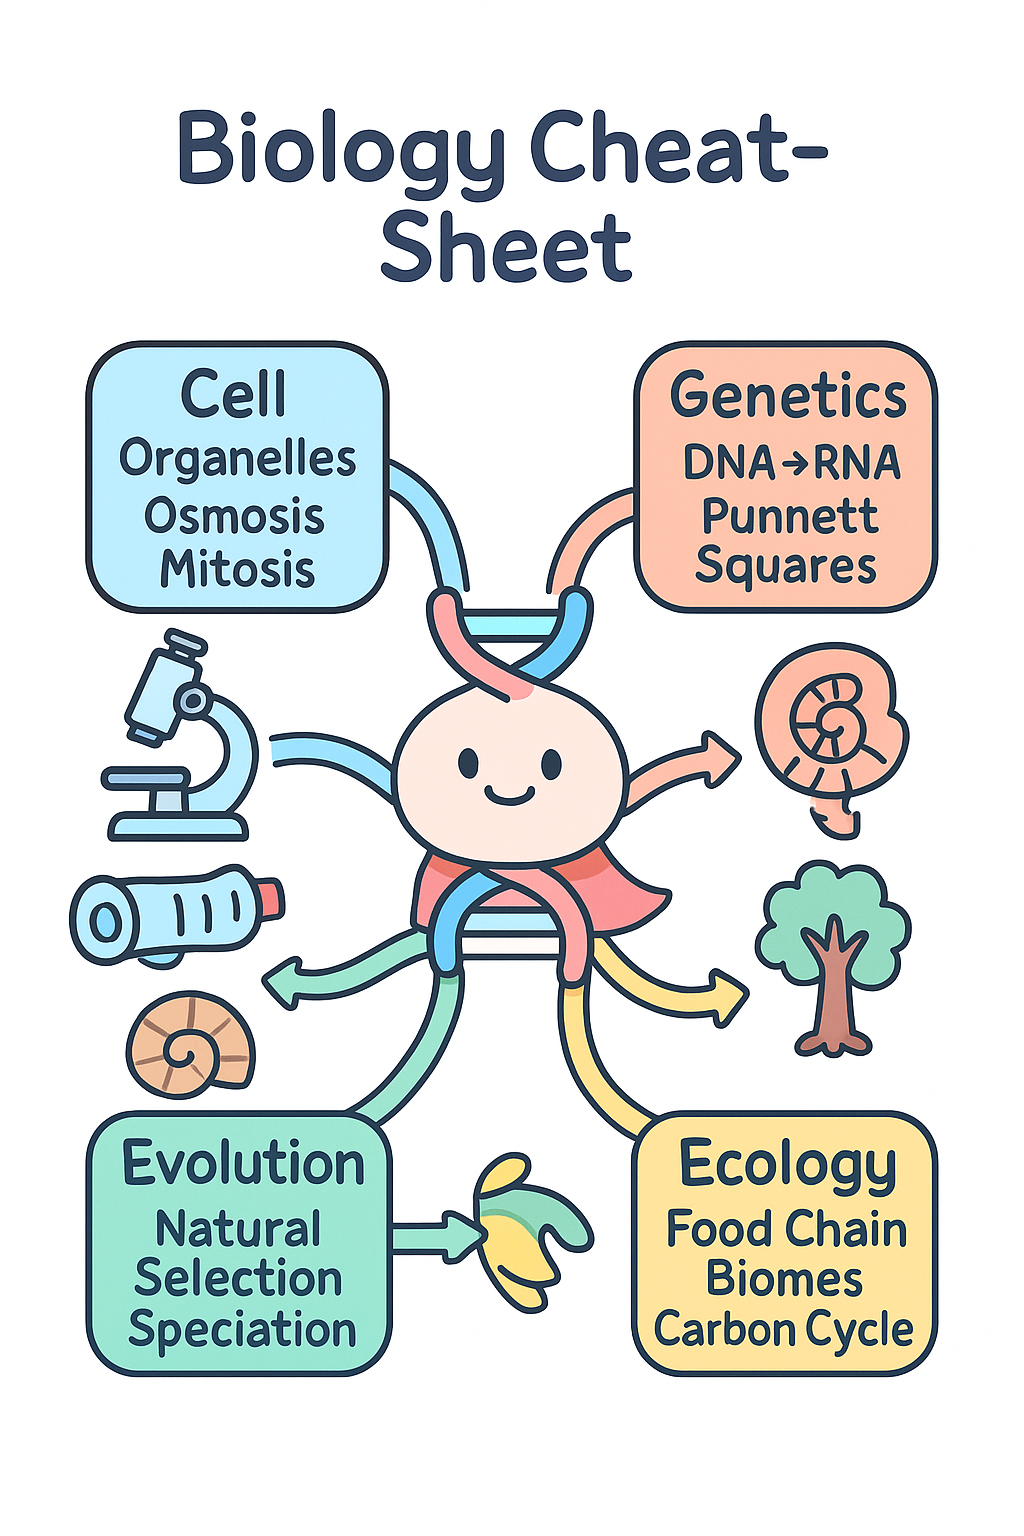 Biology Cheat-
Sheet
Cell
Organelles
Osmosis
Mitosis
Genetics
DNA→RNA
Punnett
Squares
Evolution
Natural
Selection
Speciation
Ecology
Food Chain
Biomes
Carbon Cycle